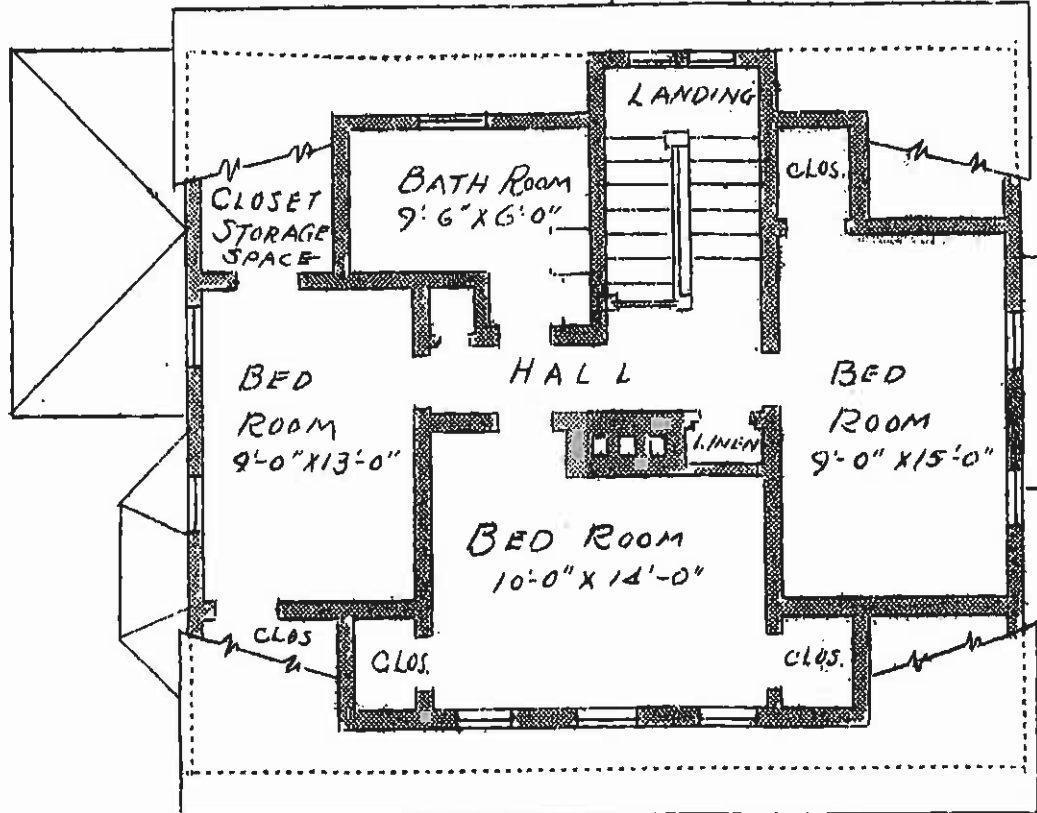 LANDING
CLOS.
BATH ROOM
9'-6" X 6'-0"
CLOSET
STORAGE
SPACE
HALL
BED
ROOM
9'-0" X 13'-0"
BED
ROOM
9'-0" X 15'-0"
LINEN
BED ROOM
10'-0" X 14'-0"
CLOS
CLOS.
CLOS.